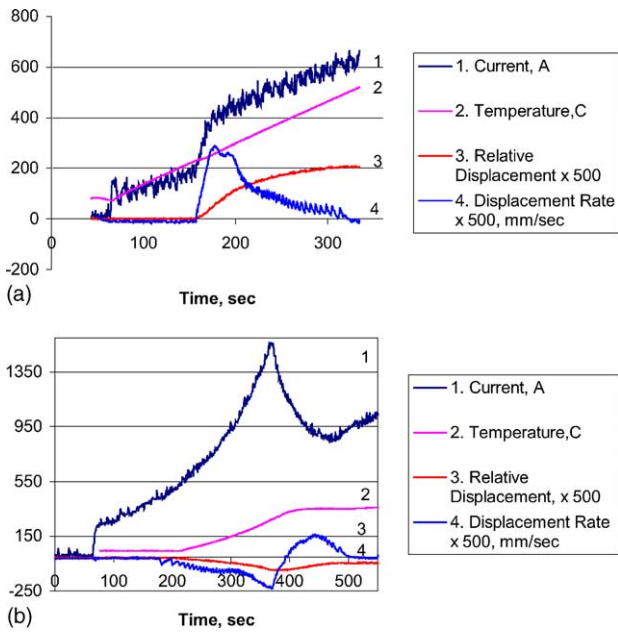 800
600
400
200
0
-200
0
100
200
300
1
2
3
4
Time, sec
(a)
1. Current, A
2. Temperature,C
3. Relative
Displacement x 500
4. Displacement Rate
x 500, mm/sec
1350
950
550
150
-250
0
100
200
300
400
500
1
2
3
4
Time, sec
(b)
1. Current, A
2. Temperature,C
3. Relative
Displacement, x 500
4. Displacement Rate
x 500, mm/sec